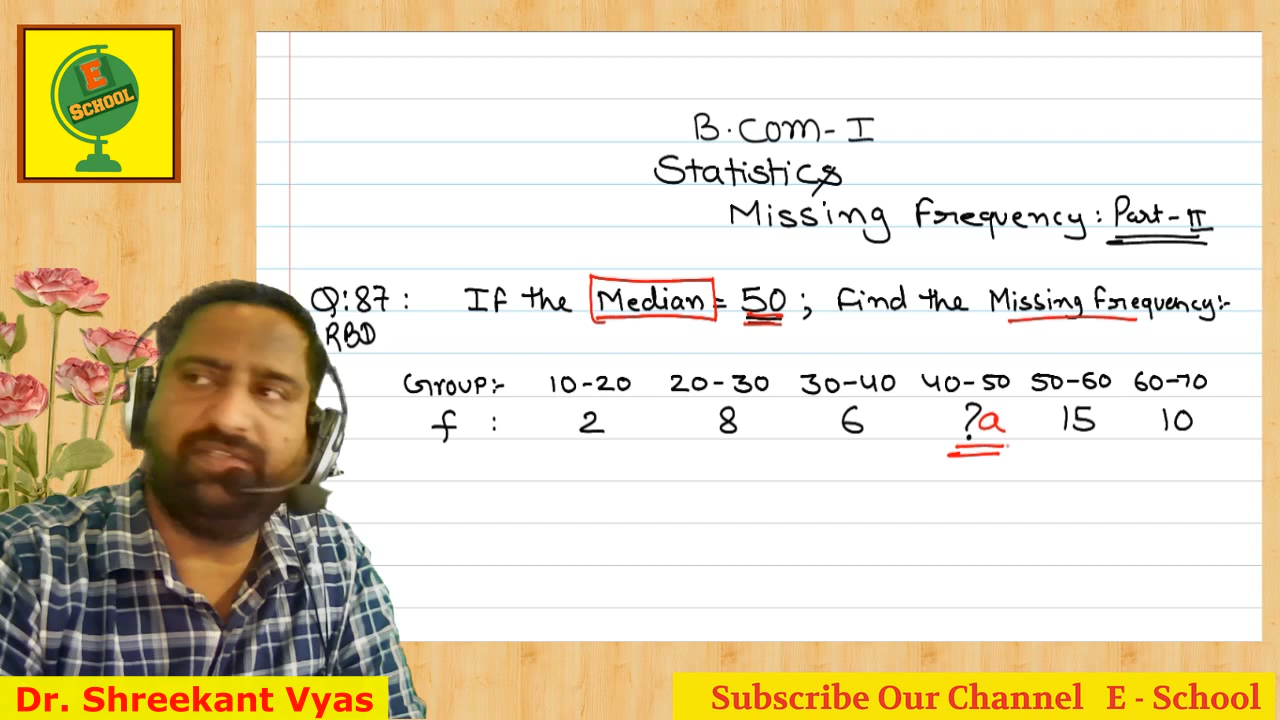 E
SCHOOL
B.Com-I
Statistics
Missing Frequency: Part-II
Q:87: If the Median = 50; Find the Missing Frequency:-
RBD
Group:- 10-20 20-30 30-40 40-50 50-60 60-70
f : 2 8 6 ?a 15 10
Dr. Shreekant Vyas
Subscribe Our Channel E - School